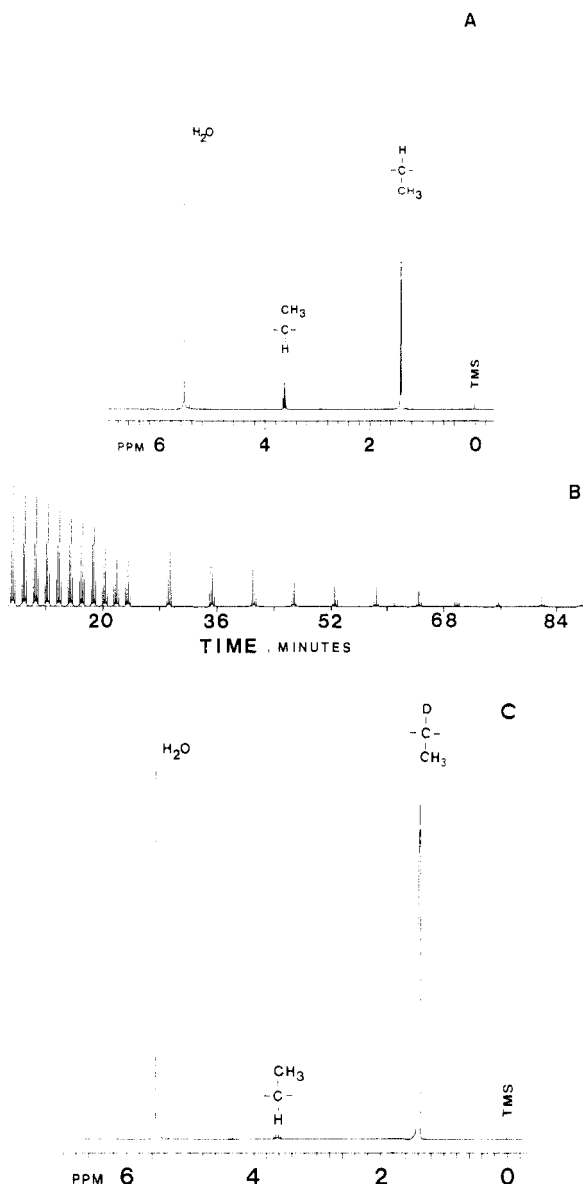 A
H₂O
H
-C-
CH₃
CH₃
-C-
H
TMS
PPM 6 4 2 0
B
20 36 52 68 84
TIME , MINUTES
C
D
-C-
CH₃
H₂O
CH₃
-C-
H
TMS
PPM 6 4 2 0